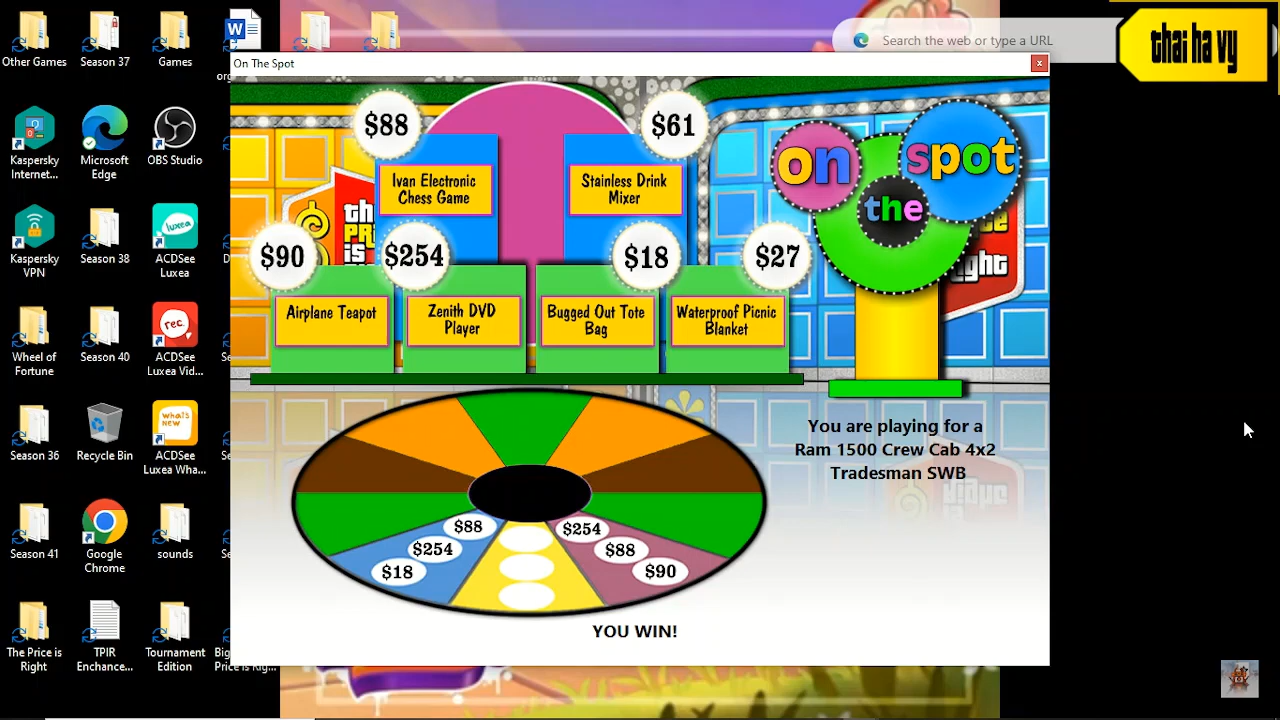 Other Games
Season 37
Games
Search the web or type a URL
thai ha vy
On The Spot
Kaspersky
Internet...
Microsoft
Edge
OBS Studio
Kaspersky
VPN
Season 38
ACDSee
Luxea
Wheel of
Fortune
Season 40
ACDSee
Luxea Vid...
Season 36
Recycle Bin
ACDSee
Luxea Wha...
Season 41
Google
Chrome
sounds
The Price is
Right
TPIR
Enchance...
Tournament
Edition
$88
$61
Ivan Electronic
Chess Game
Stainless Drink
Mixer
$90
$254
$18
$27
Airplane Teapot
Zenith DVD
Player
Bugged Out Tote
Bag
Waterproof Picnic
Blanket
on
the
spot
You are playing for a
Ram 1500 Crew Cab 4x2
Tradesman SWB
$88
$254
$18
$254
$88
$90
YOU WIN!